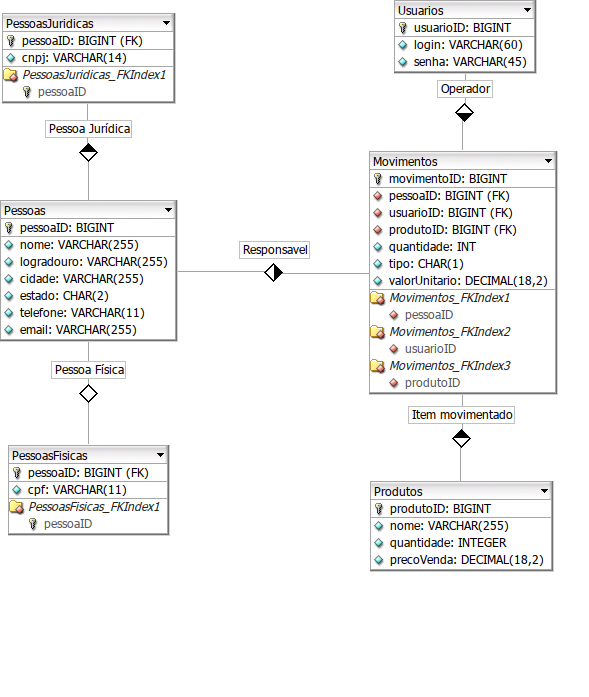 PessoasJuridicas
pessoaID: BIGINT (FK)
cnpj: VARCHAR(14)
PessoasJuridicas_FKIndex1
pessoaID
Pessoa Jurídica
Pessoas
pessoaID: BIGINT
nome: VARCHAR(255)
logradouro: VARCHAR(255)
cidade: VARCHAR(255)
estado: CHAR(2)
telefone: VARCHAR(11)
email: VARCHAR(255)
Pessoa Física
PessoasFisicas
pessoaID: BIGINT (FK)
cpf: VARCHAR(11)
PessoasFisicas_FKIndex1
pessoaID
Responsavel
Usuarios
usuarioID: BIGINT
login: VARCHAR(60)
senha: VARCHAR(45)
Operador
Movimentos
movimentoID: BIGINT
pessoaID: BIGINT (FK)
usuarioID: BIGINT (FK)
produtoID: BIGINT (FK)
quantidade: INT
tipo: CHAR(1)
valorUnitario: DECIMAL(18,2)
Movimentos_FKIndex1
pessoaID
Movimentos_FKIndex2
usuarioID
Movimentos_FKIndex3
produtoID
Item movimentado
Produtos
produtoID: BIGINT
nome: VARCHAR(255)
quantidade: INTEGER
precoVenda: DECIMAL(18,2)